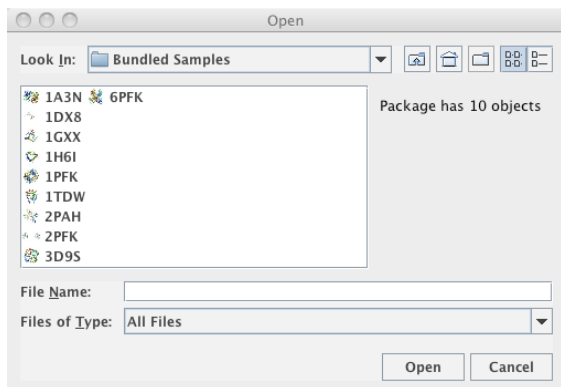 Open
Look In: Bundled Samples
1A3N 6PFK
1DX8
1GXX
1H6I
1PFK
1TDW
2PAH
2PFK
3D9S
Package has 10 objects
File Name:
Files of Type: All Files
Open Cancel